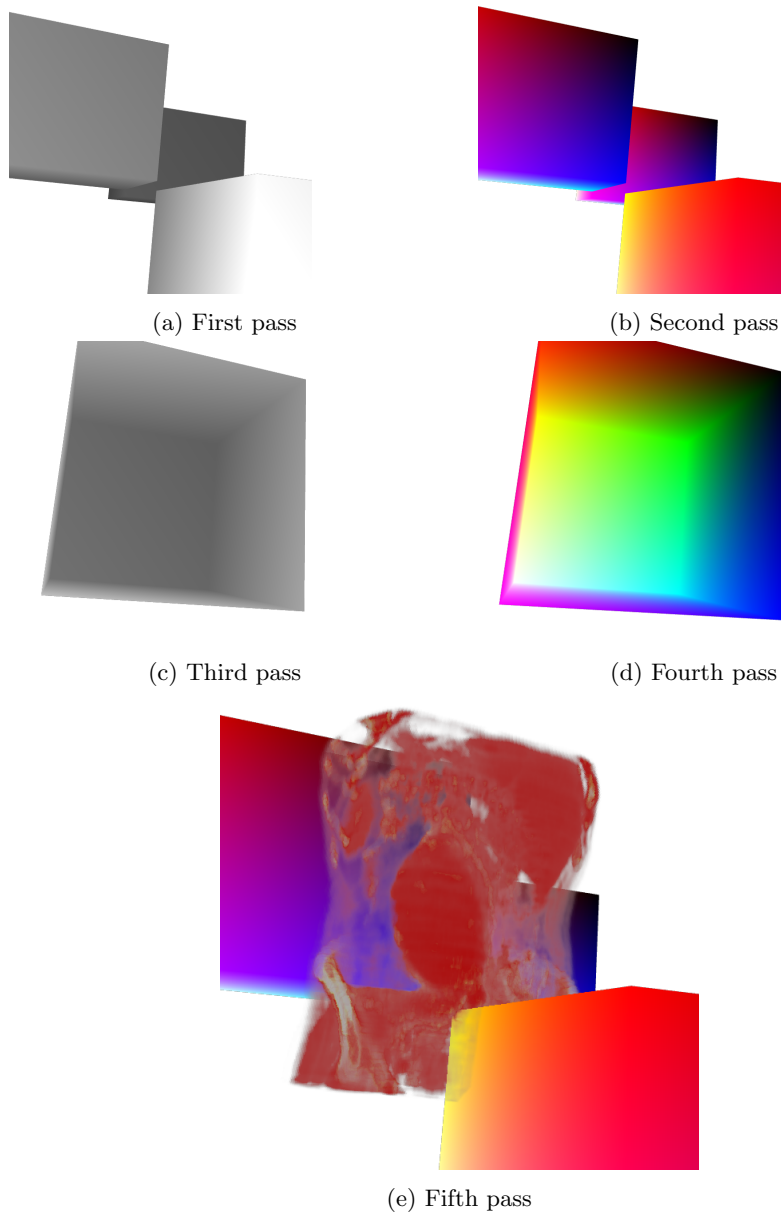 (a) First pass
(b) Second pass
(c) Third pass
(d) Fourth pass
(e) Fifth pass